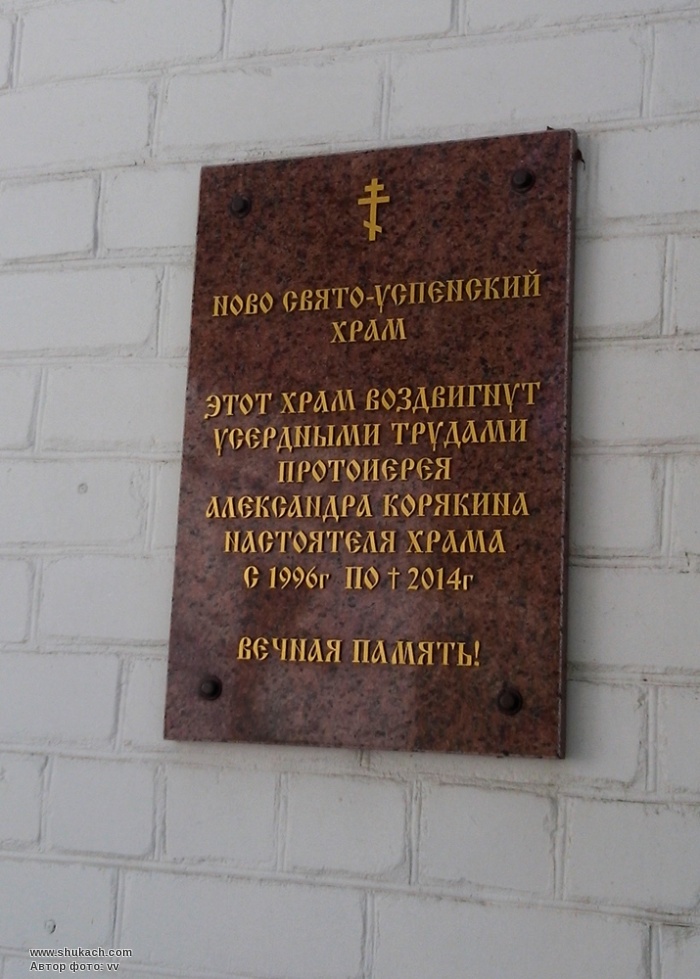 НОВО СВЯТО-УСПЕНСКИЙ
ХРАМ
ЭТОТ ХРАМ ВОЗДВИГНУТ
УСЕРДНЫМИ ТРУДАМИ
ПРОТОИЕРЕЯ
АЛЕКСАНДРА КОРЯКИНА
НАСТОЯТЕЛЯ ХРАМА
С 1996г ПО † 2014г
ВЕЧНАЯ ПАМЯТЬ!
www.shukach.com
Автор фото: vv